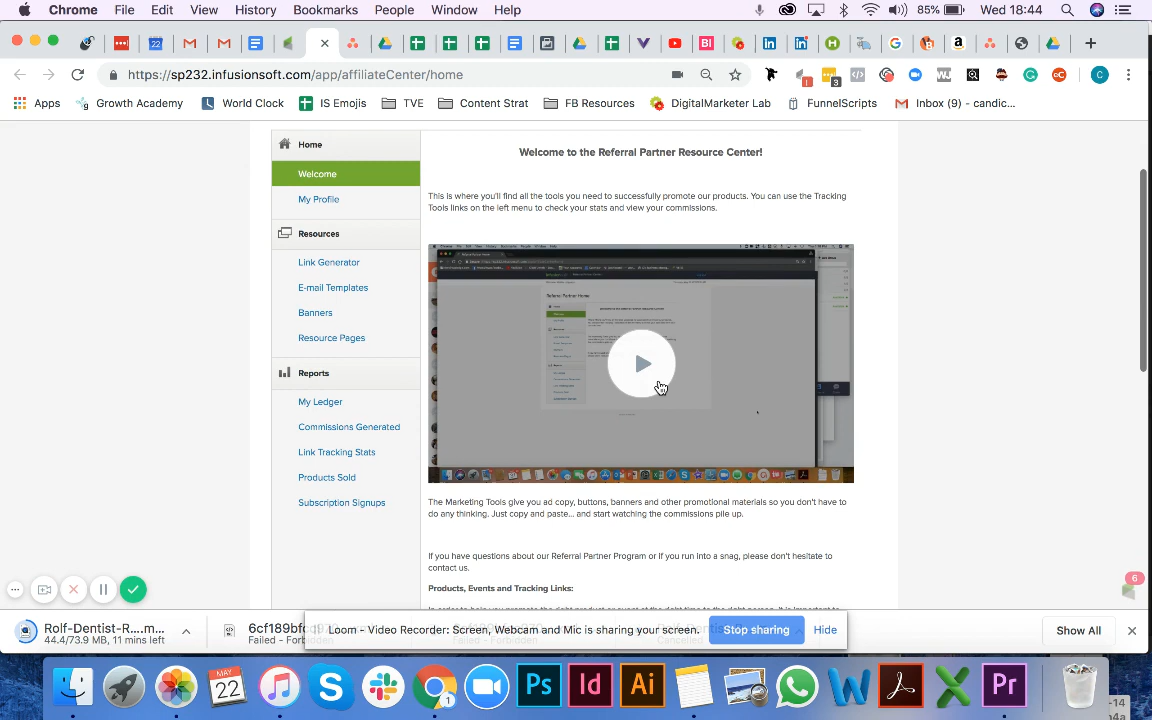 Chrome File Edit View History Bookmarks People Window Help 85% Wed 18:44
https://sp232.infusionsoft.com/app/affiliateCenter/home
Apps Growth Academy World Clock IS Emojis TVE Content Strat FB Resources DigitalMarketer Lab FunnelScripts Inbox (9) - candic...
Home
Welcome
My Profile
Resources
Link Generator
E-mail Templates
Banners
Resource Pages
Reports
My Ledger
Commissions Generated
Link Tracking Stats
Products Sold
Subscription Signups
Welcome to the Referral Partner Resource Center!
This is where you'll find all the tools you need to successfully promote our products. You can use the Tracking
Tools links on the left menu to check your stats and view your commissions.
Referral Partner Home
The Marketing Tools give you ad copy, buttons, banners and other promotional materials so you don't have to
do any thinking. Just copy and paste... and start watching the commissions pile up.
If you have questions about our Referral Partner Program or if you run into a snag, please don't hesitate to
contact us.
Products, Events and Tracking Links:
6
Rolf-Dentist-R....m...
44.4/73.9 MB, 11 mins left
Failed - Forbidden
Loom - Video Recorder: Screen, Webcam and Mic is sharing your screen.
Stop sharing
Hide
Show All
MAY
22
Ps Id Ai Pr